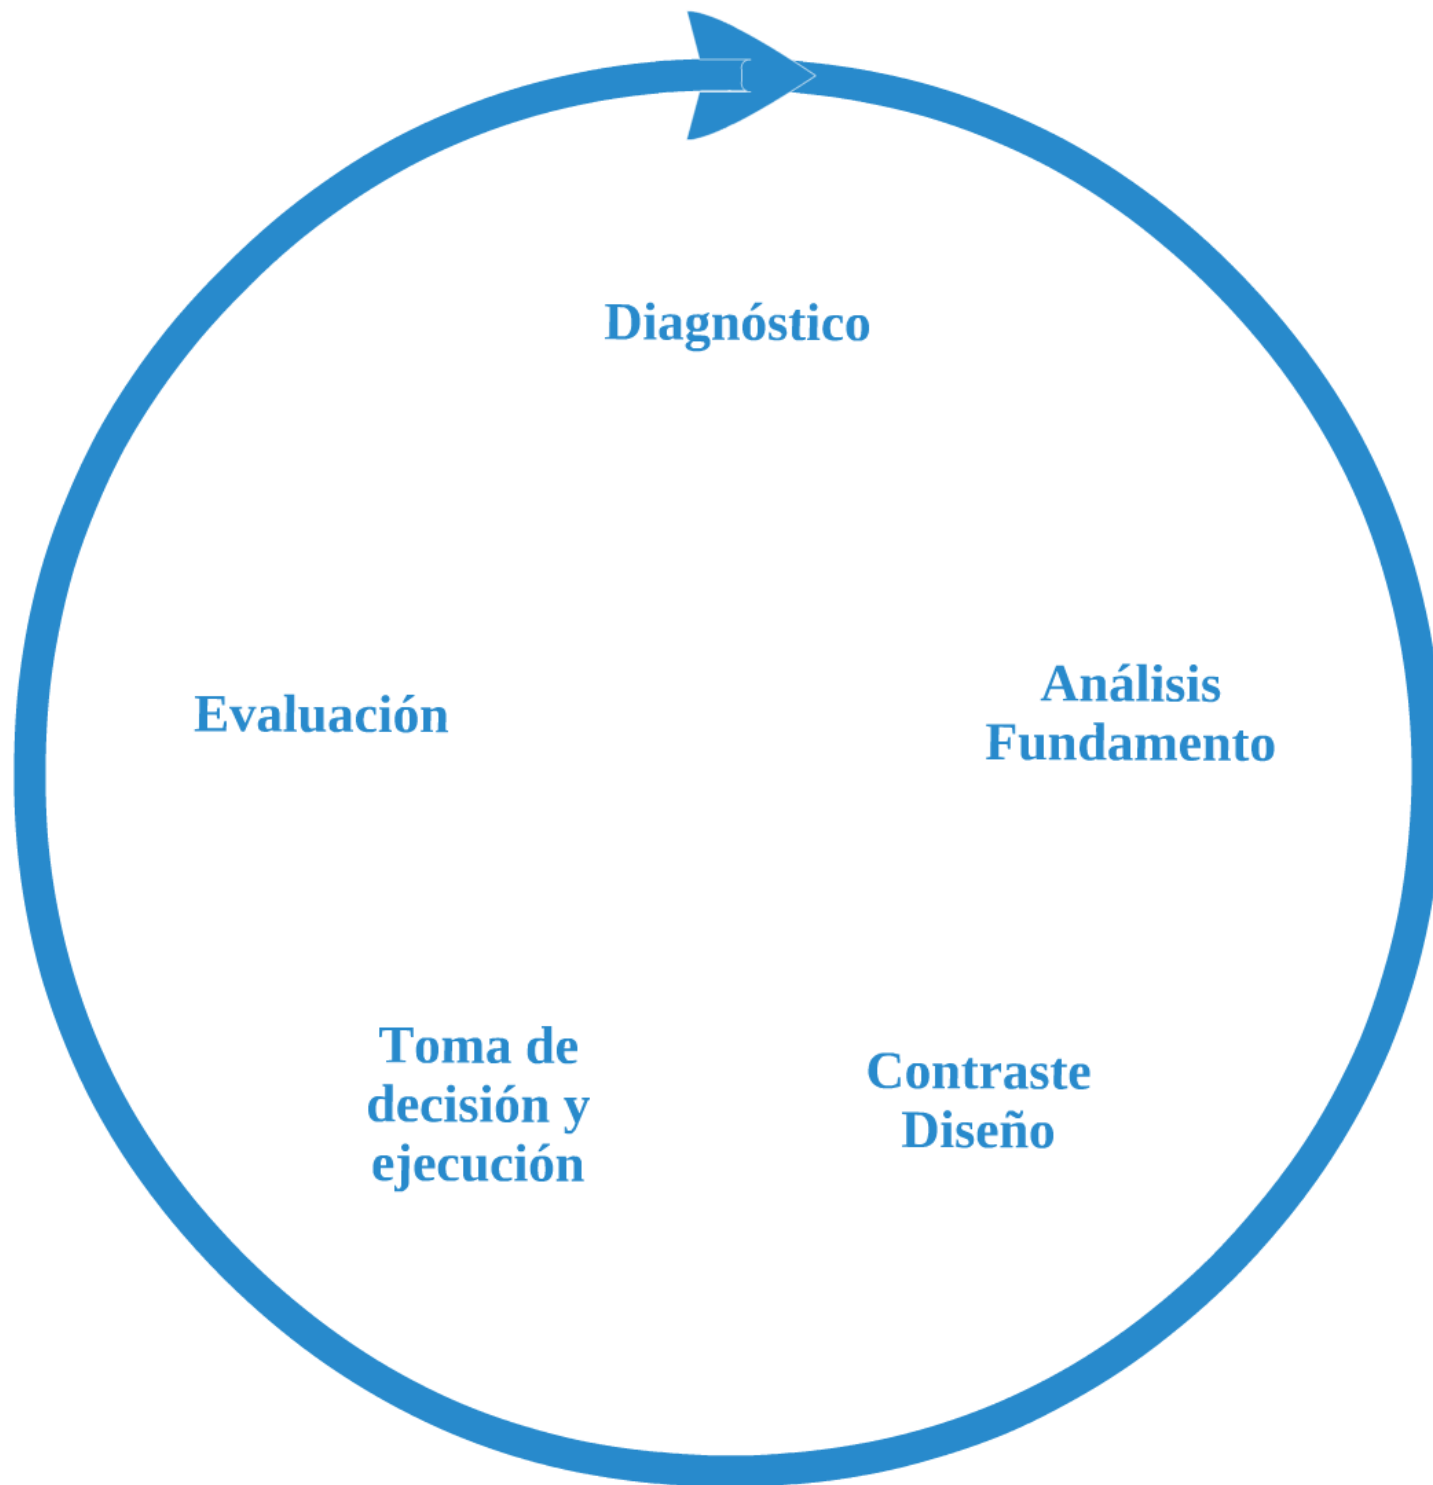 Diagnóstico
Análisis
Fundamento
Contraste
Diseño
Toma de
decisión y
ejecución
Evaluación